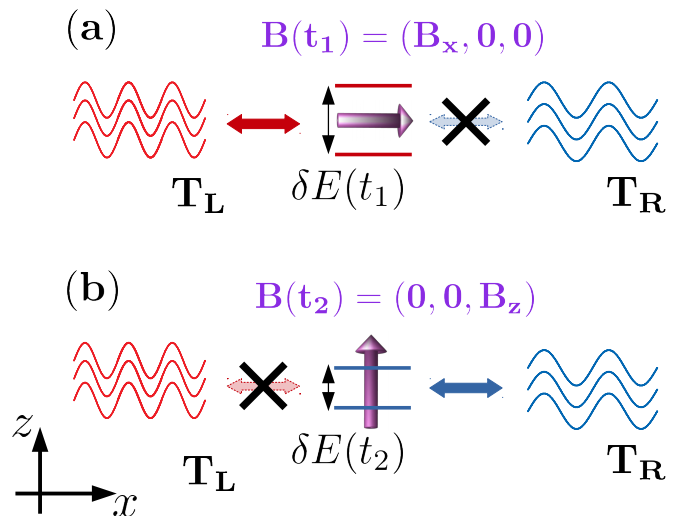 (a)
B(t₁) = (Bₓ, 0, 0)
T_L
δE(t₁)
T_R
(b)
B(t₂) = (0, 0, B_z)
z
δE(t₂)
T_L
T_R
x